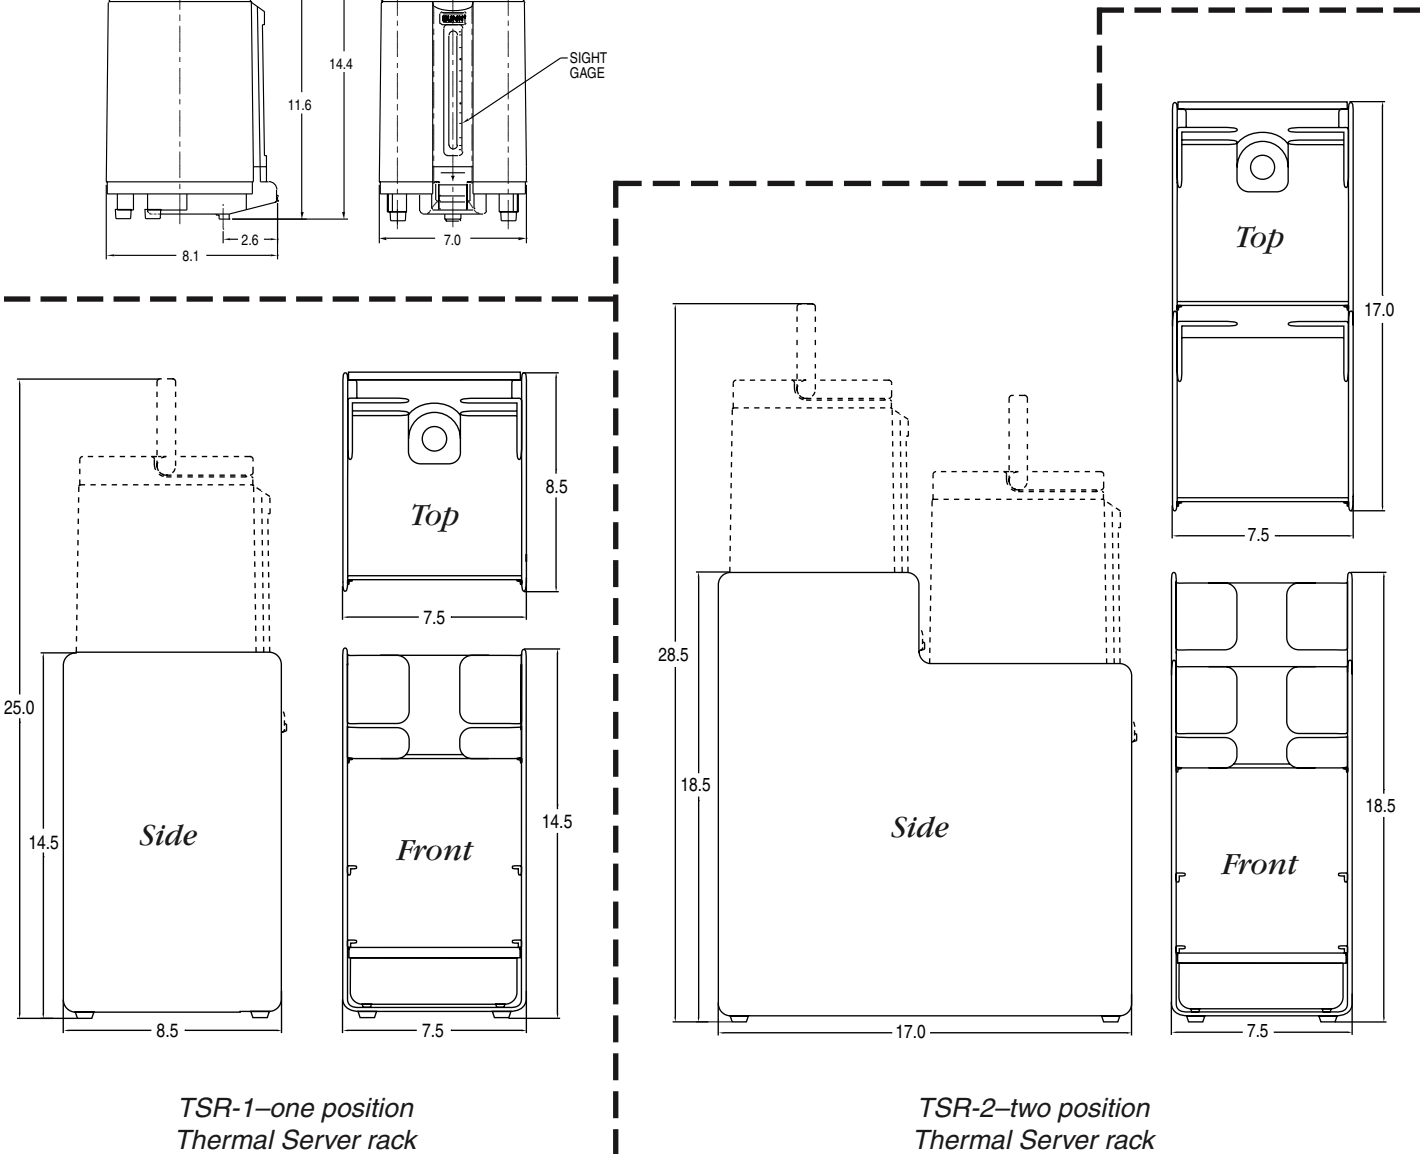 BUNN
SIGHT
GAGE
14.4
11.6
2.6
8.1
7.0
Top
17.0
7.5
25.0
14.5
Side
8.5
Top
8.5
7.5
Front
14.5
7.5
28.5
18.5
Side
17.0
Front
18.5
7.5
TSR-1–one position
Thermal Server rack
TSR-2–two position
Thermal Server rack